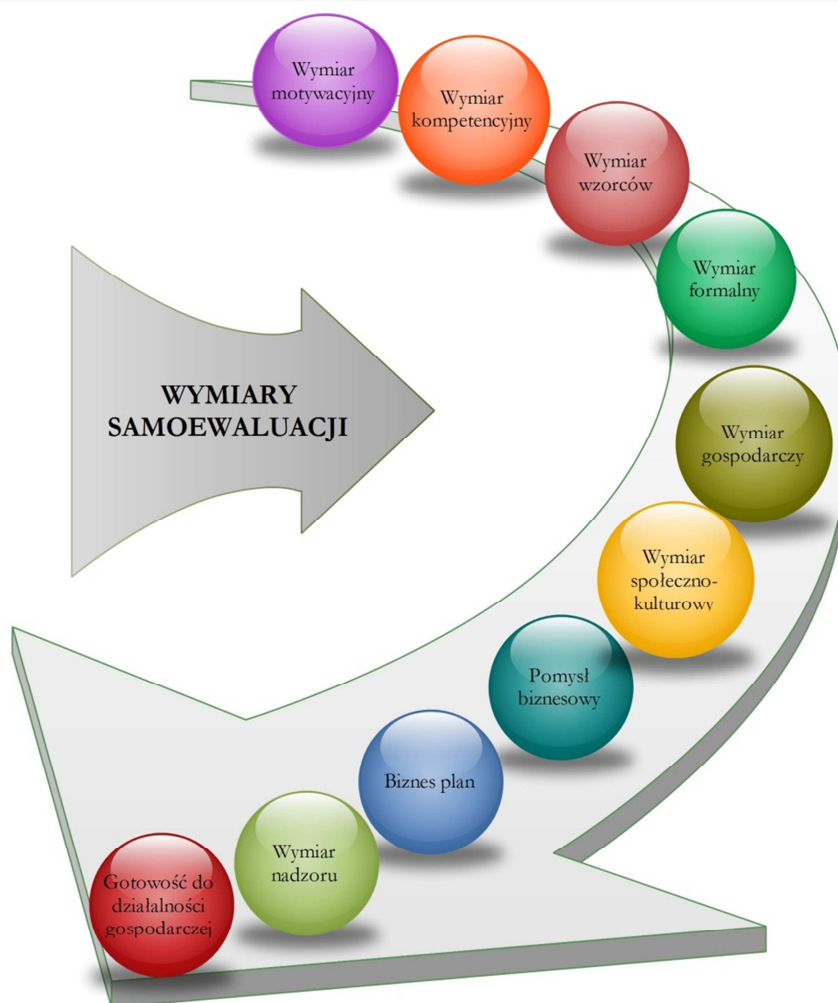 Wymiar
motywacyjny
Wymiar
kompetencyjny
Wymiar
wzorców
Wymiar
formalny
Wymiar
gospodarczy
Wymiar
społeczno-
kulturowy
Pomysł
biznesowy
Biznes plan
Wymiar
nadzoru
Gotowość do
działalności
gospodarczej
WYMIARY
SAMOEWALUACJI